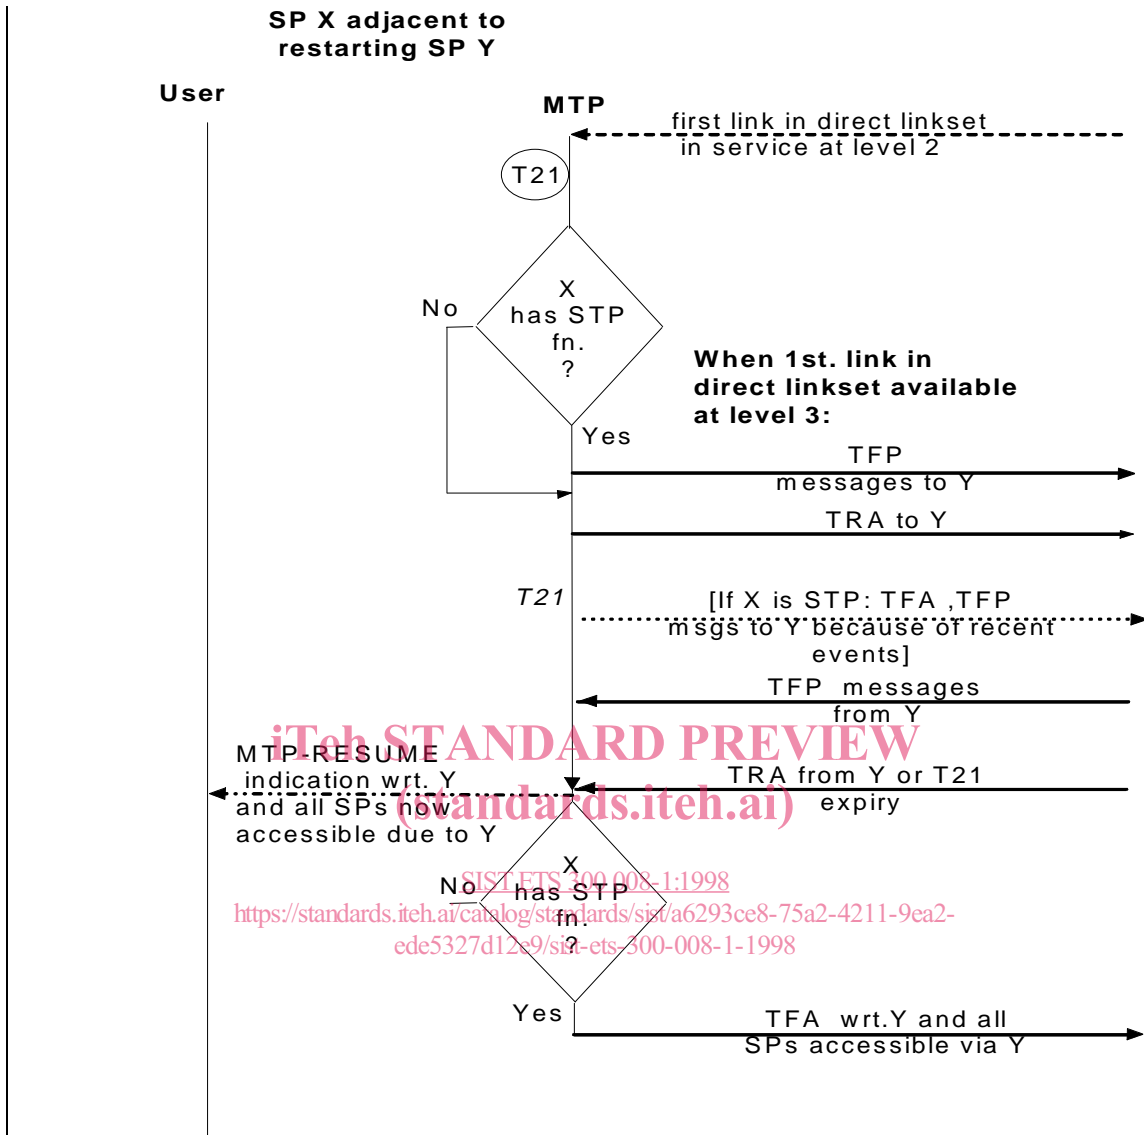 SP X adjacent to
restarting SP Y
User
MTP
first link in direct linkset
in service at level 2
T21
X
has STP
fn.
?
No
When 1st. link in
direct linkset available
at level 3:
Yes
TFP
messages to Y
TRA to Y
T21
[If X is STP: TFA ,TFP
msgs to Y because of recent
events]
TFP messages
from Y
iTeh STANDARD PREVIEW
(standards.iteh.ai)
MTP-RESUME
indication wrt. Y
and all SPs now
accessible due to Y
TRA from Y or T21
expiry
X
has STP
fn.
?
No
SIST ETS 300 008-1:1998
https://standards.iteh.ai/catalog/standards/sist/a6293ce8-75a2-4211-9ea2-
ede5327d12e9/sist-ets-300-008-1-1998
Yes
TFA wrt.Y and all
SPs accessible via Y